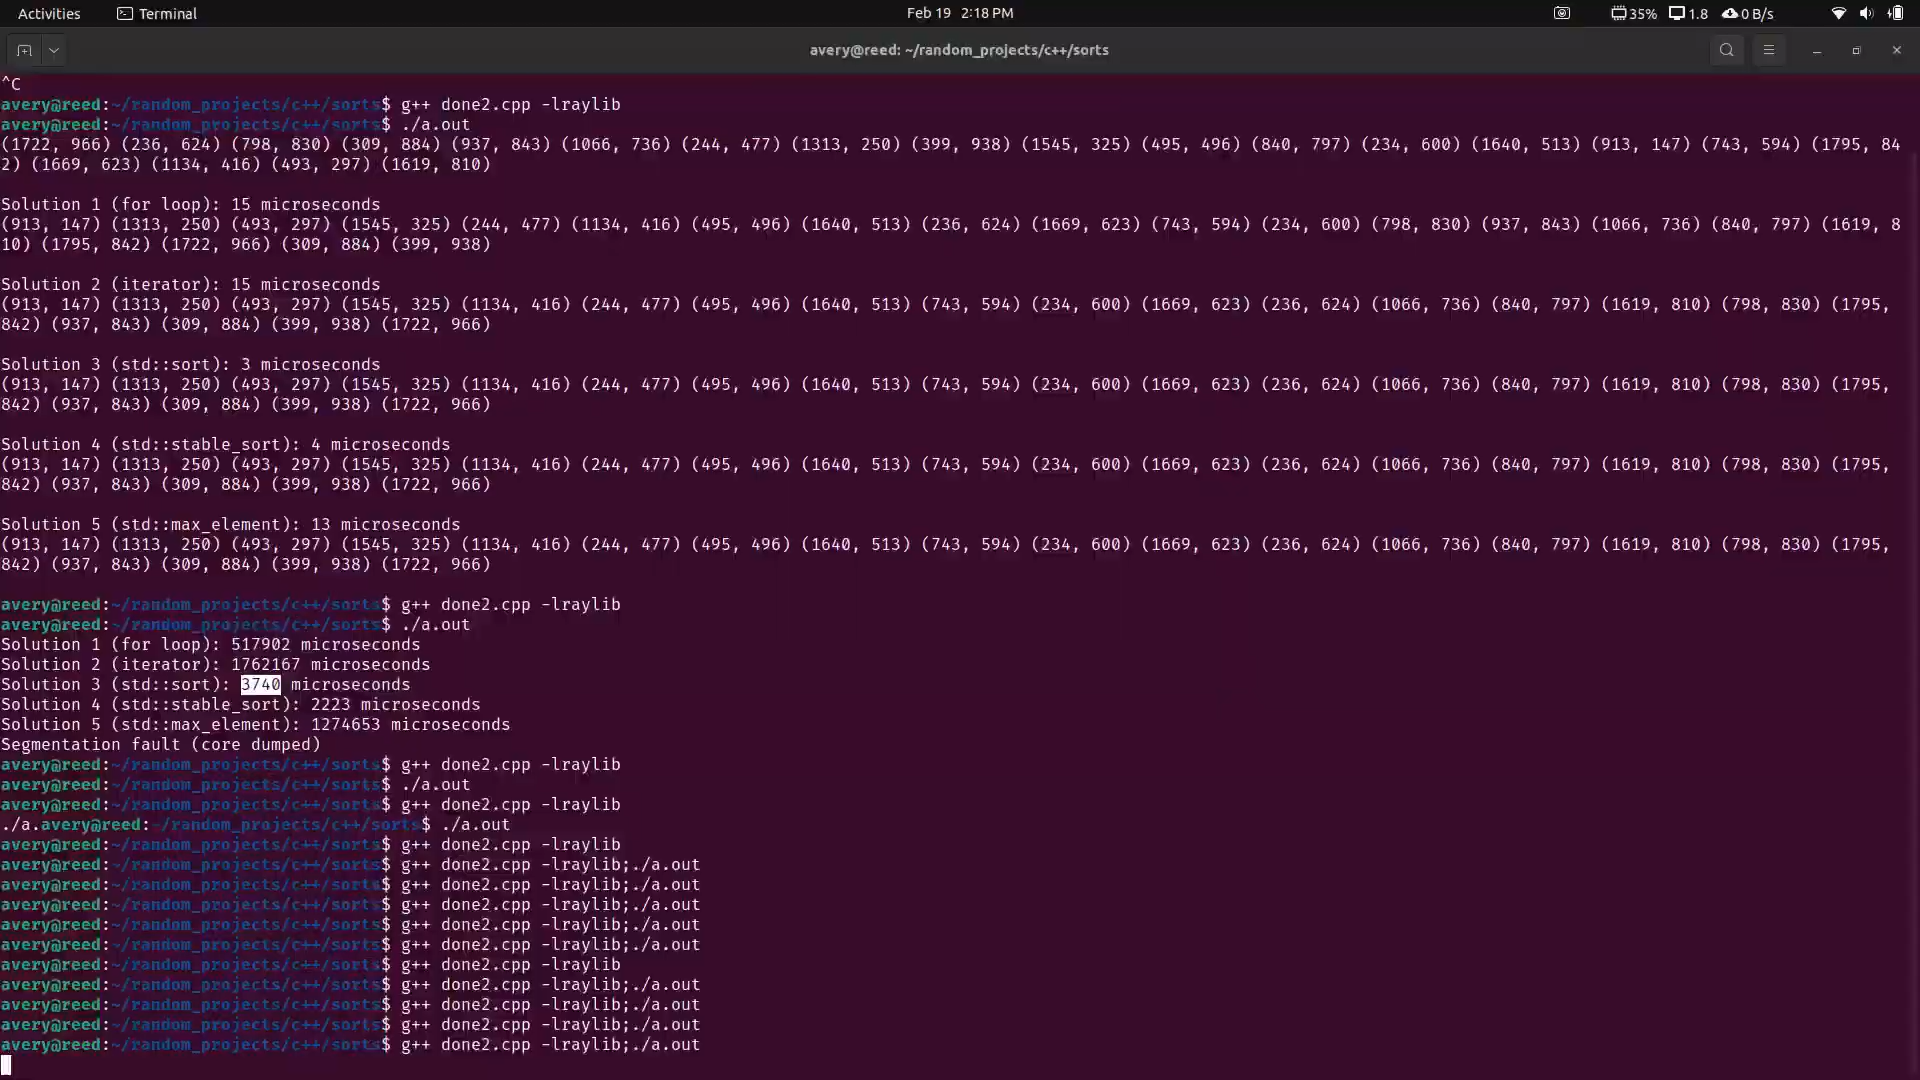 Activities Terminal Feb 19 2:18 PM 35% 1.8 0 B/s
avery@reed: ~/random_projects/c++/sorts
^C
avery@reed:~/random_projects/c++/sorts$ g++ done2.cpp -lraylib
avery@reed:~/random_projects/c++/sorts$ ./a.out
(1722, 966) (236, 624) (798, 830) (309, 884) (937, 843) (1066, 736) (244, 477) (1313, 250) (399, 938) (1545, 325) (495, 496) (840, 797) (234, 600) (1640, 513) (913, 147) (743, 594) (1795, 84
2) (1669, 623) (1134, 416) (493, 297) (1619, 810)
Solution 1 (for loop): 15 microseconds
(913, 147) (1313, 250) (493, 297) (1545, 325) (244, 477) (1134, 416) (495, 496) (1640, 513) (236, 624) (1669, 623) (743, 594) (234, 600) (798, 830) (937, 843) (1066, 736) (840, 797) (1619, 8
10) (1795, 842) (1722, 966) (309, 884) (399, 938)
Solution 2 (iterator): 15 microseconds
(913, 147) (1313, 250) (493, 297) (1545, 325) (1134, 416) (244, 477) (495, 496) (1640, 513) (743, 594) (234, 600) (1669, 623) (236, 624) (1066, 736) (840, 797) (1619, 810) (798, 830) (1795,
842) (937, 843) (309, 884) (399, 938) (1722, 966)
Solution 3 (std::sort): 3 microseconds
(913, 147) (1313, 250) (493, 297) (1545, 325) (1134, 416) (244, 477) (495, 496) (1640, 513) (743, 594) (234, 600) (1669, 623) (236, 624) (1066, 736) (840, 797) (1619, 810) (798, 830) (1795,
842) (937, 843) (309, 884) (399, 938) (1722, 966)
Solution 4 (std::stable_sort): 4 microseconds
(913, 147) (1313, 250) (493, 297) (1545, 325) (1134, 416) (244, 477) (495, 496) (1640, 513) (743, 594) (234, 600) (1669, 623) (236, 624) (1066, 736) (840, 797) (1619, 810) (798, 830) (1795,
842) (937, 843) (309, 884) (399, 938) (1722, 966)
Solution 5 (std::max_element): 13 microseconds
(913, 147) (1313, 250) (493, 297) (1545, 325) (1134, 416) (244, 477) (495, 496) (1640, 513) (743, 594) (234, 600) (1669, 623) (236, 624) (1066, 736) (840, 797) (1619, 810) (798, 830) (1795,
842) (937, 843) (309, 884) (399, 938) (1722, 966)
avery@reed:~/random_projects/c++/sorts$ g++ done2.cpp -lraylib
avery@reed:~/random_projects/c++/sorts$ ./a.out
Solution 1 (for loop): 517902 microseconds
Solution 2 (iterator): 1762167 microseconds
Solution 3 (std::sort): 3740 microseconds
Solution 4 (std::stable_sort): 2223 microseconds
Solution 5 (std::max_element): 1274653 microseconds
Segmentation fault (core dumped)
avery@reed:~/random_projects/c++/sorts$ g++ done2.cpp -lraylib
avery@reed:~/random_projects/c++/sorts$ ./a.out
avery@reed:~/random_projects/c++/sorts$ g++ done2.cpp -lraylib
./a.avery@reed:~/random_projects/c++/sorts$ ./a.out
avery@reed:~/random_projects/c++/sorts$ g++ done2.cpp -lraylib
avery@reed:~/random_projects/c++/sorts$ g++ done2.cpp -lraylib;./a.out
avery@reed:~/random_projects/c++/sorts$ g++ done2.cpp -lraylib;./a.out
avery@reed:~/random_projects/c++/sorts$ g++ done2.cpp -lraylib;./a.out
avery@reed:~/random_projects/c++/sorts$ g++ done2.cpp -lraylib;./a.out
avery@reed:~/random_projects/c++/sorts$ g++ done2.cpp -lraylib;./a.out
avery@reed:~/random_projects/c++/sorts$ g++ done2.cpp -lraylib
avery@reed:~/random_projects/c++/sorts$ g++ done2.cpp -lraylib;./a.out
avery@reed:~/random_projects/c++/sorts$ g++ done2.cpp -lraylib;./a.out
avery@reed:~/random_projects/c++/sorts$ g++ done2.cpp -lraylib;./a.out
avery@reed:~/random_projects/c++/sorts$ g++ done2.cpp -lraylib;./a.out